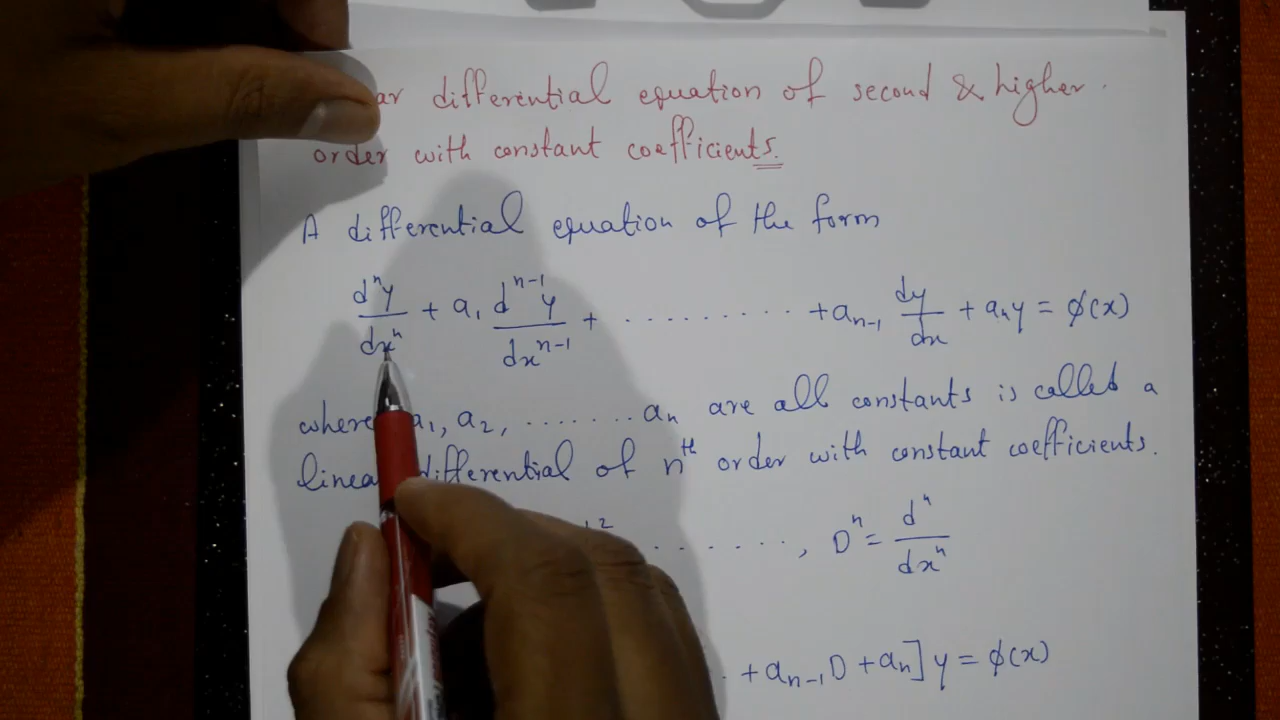 ar differential equation of second & higher.
order with constant coefficients.
A differential equation of the form
dⁿy/dxⁿ + a₁ dⁿ⁻¹y/dxⁿ⁻¹ + .......... + aₙ₋₁ dy/dx + aₙy = ϕ(x)
where a₁, a₂, ....... aₙ are all constants is called a
linea differential of nᵗʰ order with constant coefficients.
d² ......, Dⁿ = dⁿ/dxⁿ
. + aₙ₋₁D + aₙ] y = ϕ(x)